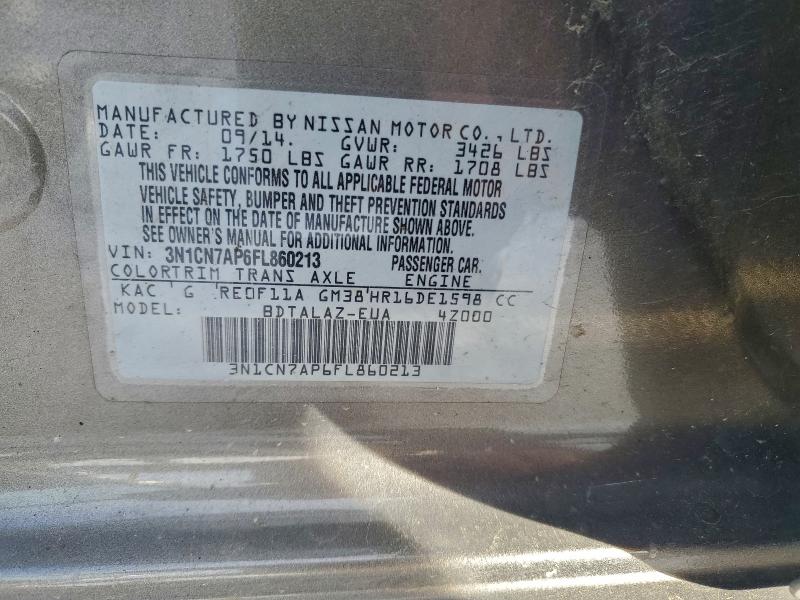 MANUFACTURED BY NISSAN MOTOR CO., LTD.
DATE: 09/14. GVWR: 3426 LBS
GAWR FR: 1750 LBS GAWR RR: 1708 LBS
THIS VEHICLE CONFORMS TO ALL APPLICABLE FEDERAL MOTOR
VEHICLE SAFETY, BUMPER AND THEFT PREVENTION STANDARDS
IN EFFECT ON THE DATE OF MANUFACTURE SHOWN ABOVE.
SEE OWNER'S MANUAL FOR ADDITIONAL INFORMATION.
VIN: 3N1CN7AP6FL860213 PASSENGER CAR.
COLORTRIM TRANS AXLE ENGINE
KAC G RE0F11A GM38 HR16DE1598 CC
MODEL: BDTALAZ-EUA 4Z000
3N1CN7AP6FL860213